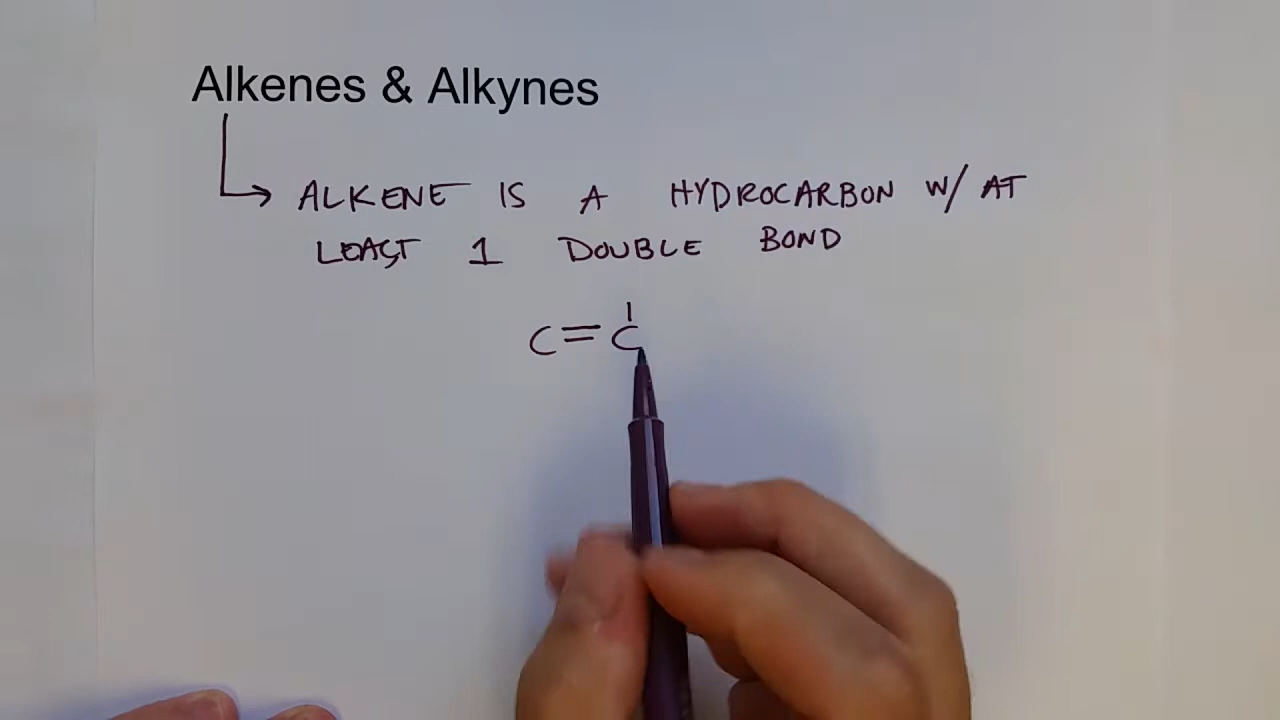 Alkenes & Alkynes
ALKENE IS A HYDROCARBON W/ AT
LEAST 1 DOUBLE BOND
C=C